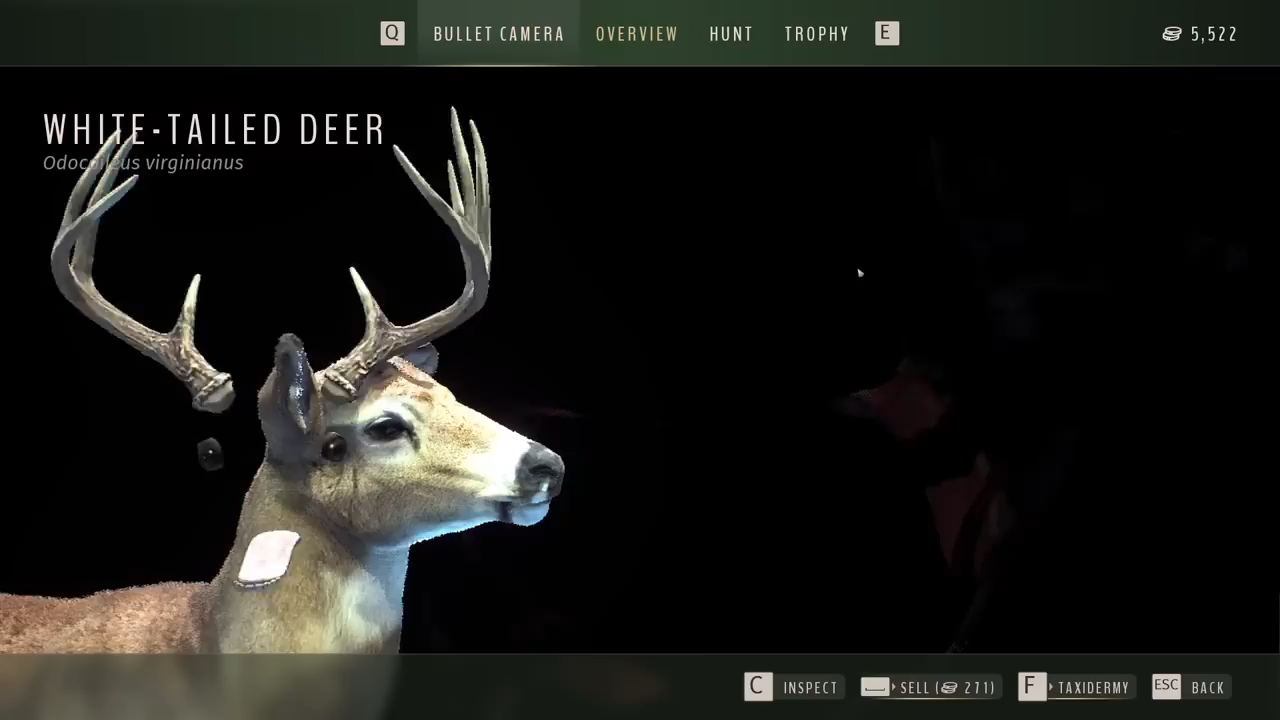 Q BULLET CAMERA OVERVIEW HUNT TROPHY E 5,522
WHITE-TAILED DEER
Odocoileus virginianus
C INSPECT SELL ( 271) F TAXIDERMY ESC BACK